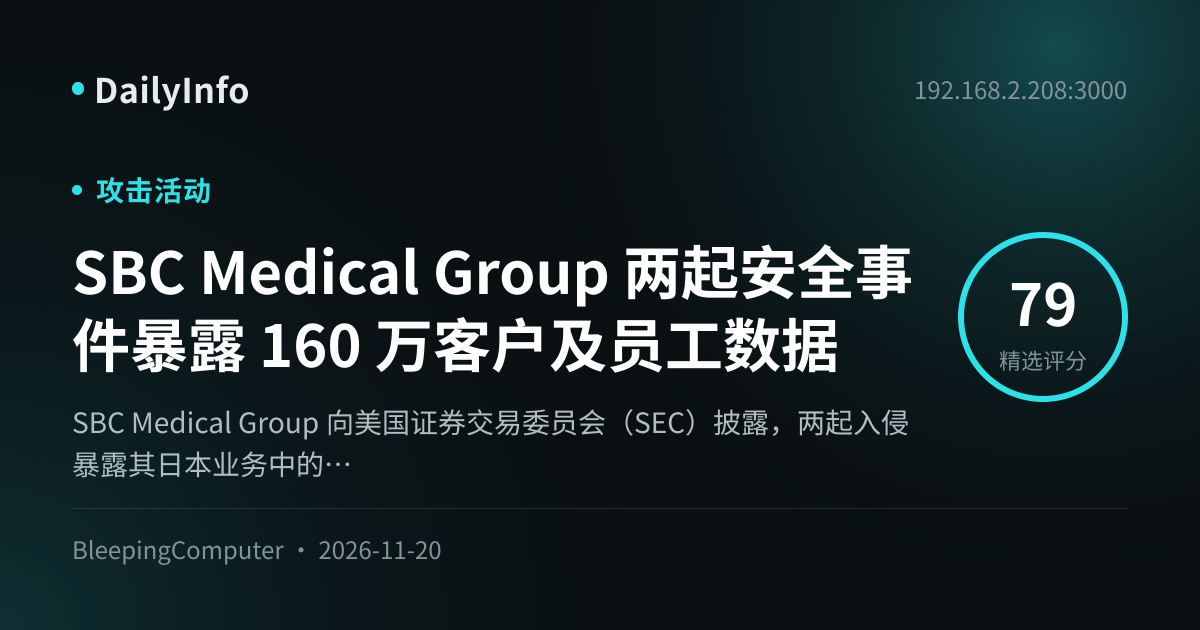 DailyInfo
192.168.2.208:3000
攻击活动
SBC Medical Group 两起安全事
件暴露 160 万客户及员工数据
79
精选评分
SBC Medical Group 向美国证券交易委员会（SEC）披露，两起入侵
暴露其日本业务中的…
BleepingComputer • 2026-11-20